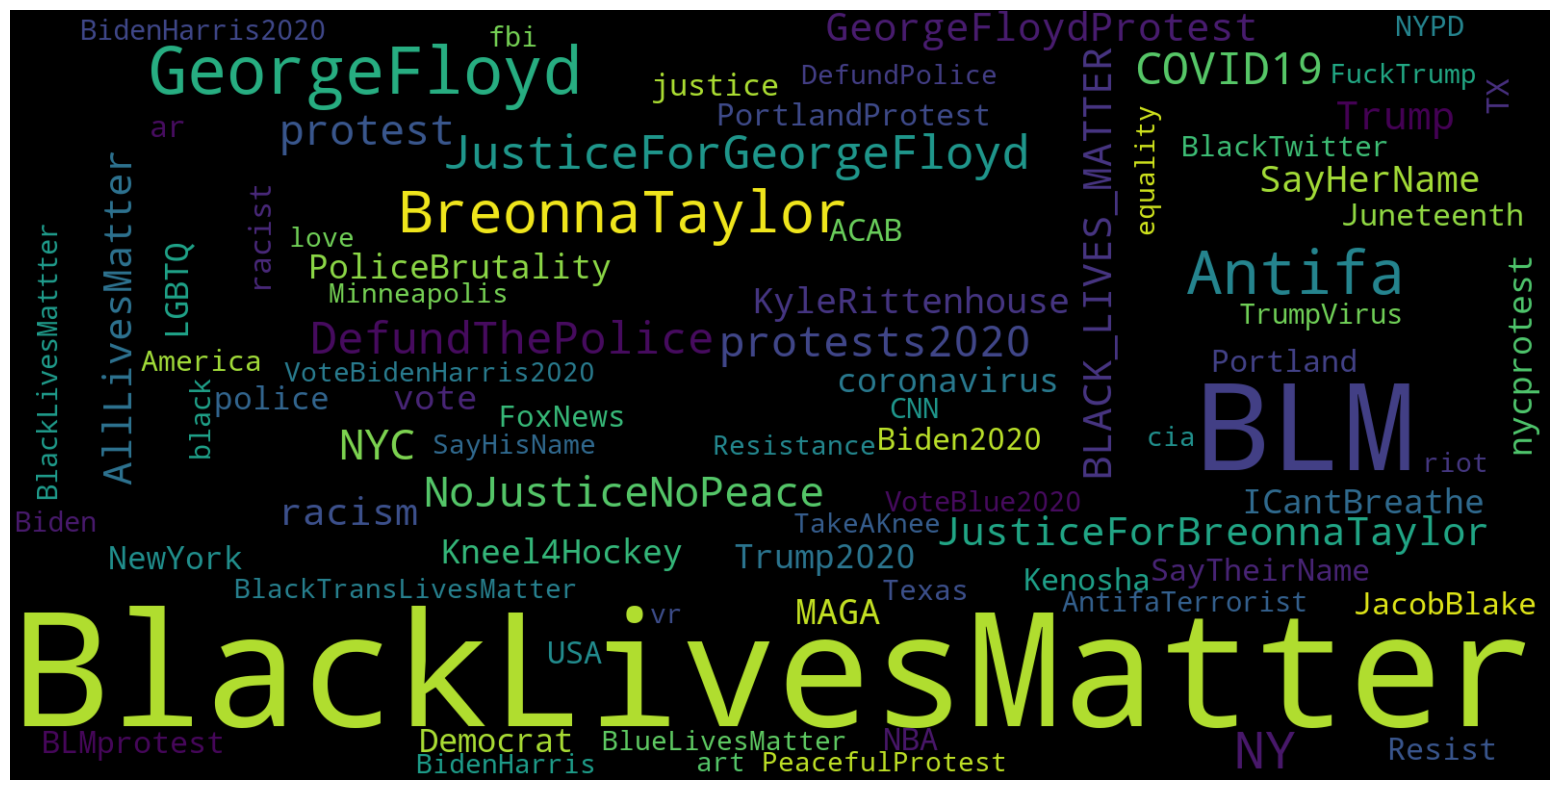 BidenHarris2020
fbi
GeorgeFloydProtest
NYPD
GeorgeFloyd
justice
DefundPolice
COVID19
FuckTrump
TX
ar
protest
PortlandProtest
Trump
JusticeForGeorgeFloyd
BLACK_LIVES_MATTER
equality
BlackTwitter
SayHerName
AllLivesMatter
racist
BreonnaTaylor
ACAB
Juneteenth
BlackLivesMattter
LGBTQ
love
PoliceBrutality
Minneapolis
KyleRittenhouse
Antifa
TrumpVirus
nycprotest
DefundThePolice
protests2020
America
VoteBidenHarris2020
coronavirus
Portland
black
police
vote
FoxNews
CNN
BLM
NYC
SayHisName
Resistance
Biden2020
cia
riot
NoJusticeNoPeace
VoteBlue2020
ICantBreathe
Biden
racism
TakeAKnee
JusticeForBreonnaTaylor
NewYork
Kneel4Hockey
Trump2020
Kenosha
SayTheirName
BlackTransLivesMatter
Texas
AntifaTerrorist
JacobBlake
vr
MAGA
USA
BlackLivesMatter
BLMprotest
Democrat
BlueLivesMatter
NBA
NY
Resist
BidenHarris
art
PeacefulProtest